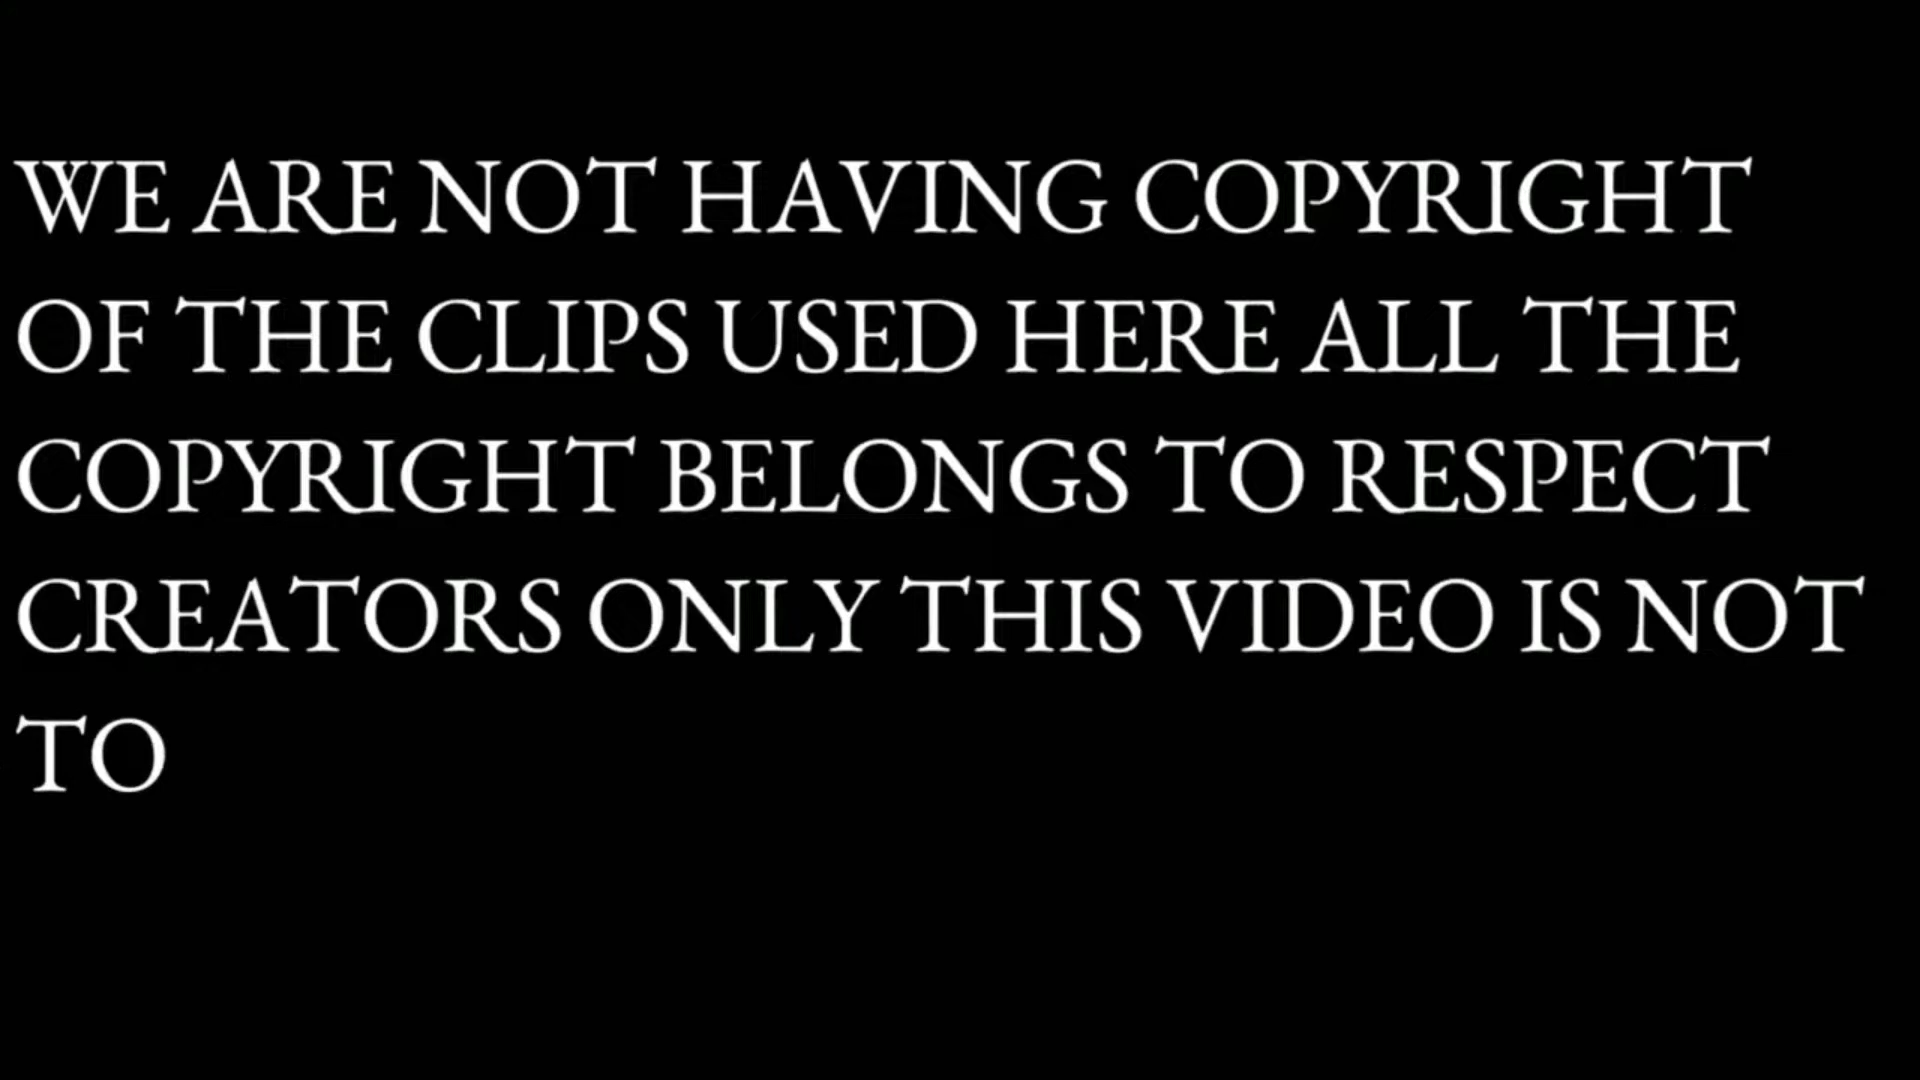 WE ARE NOT HAVING COPYRIGHT
OF THE CLIPS USED HERE ALL THE
COPYRIGHT BELONGS TO RESPECT
CREATORS ONLY THIS VIDEO IS NOT
TO